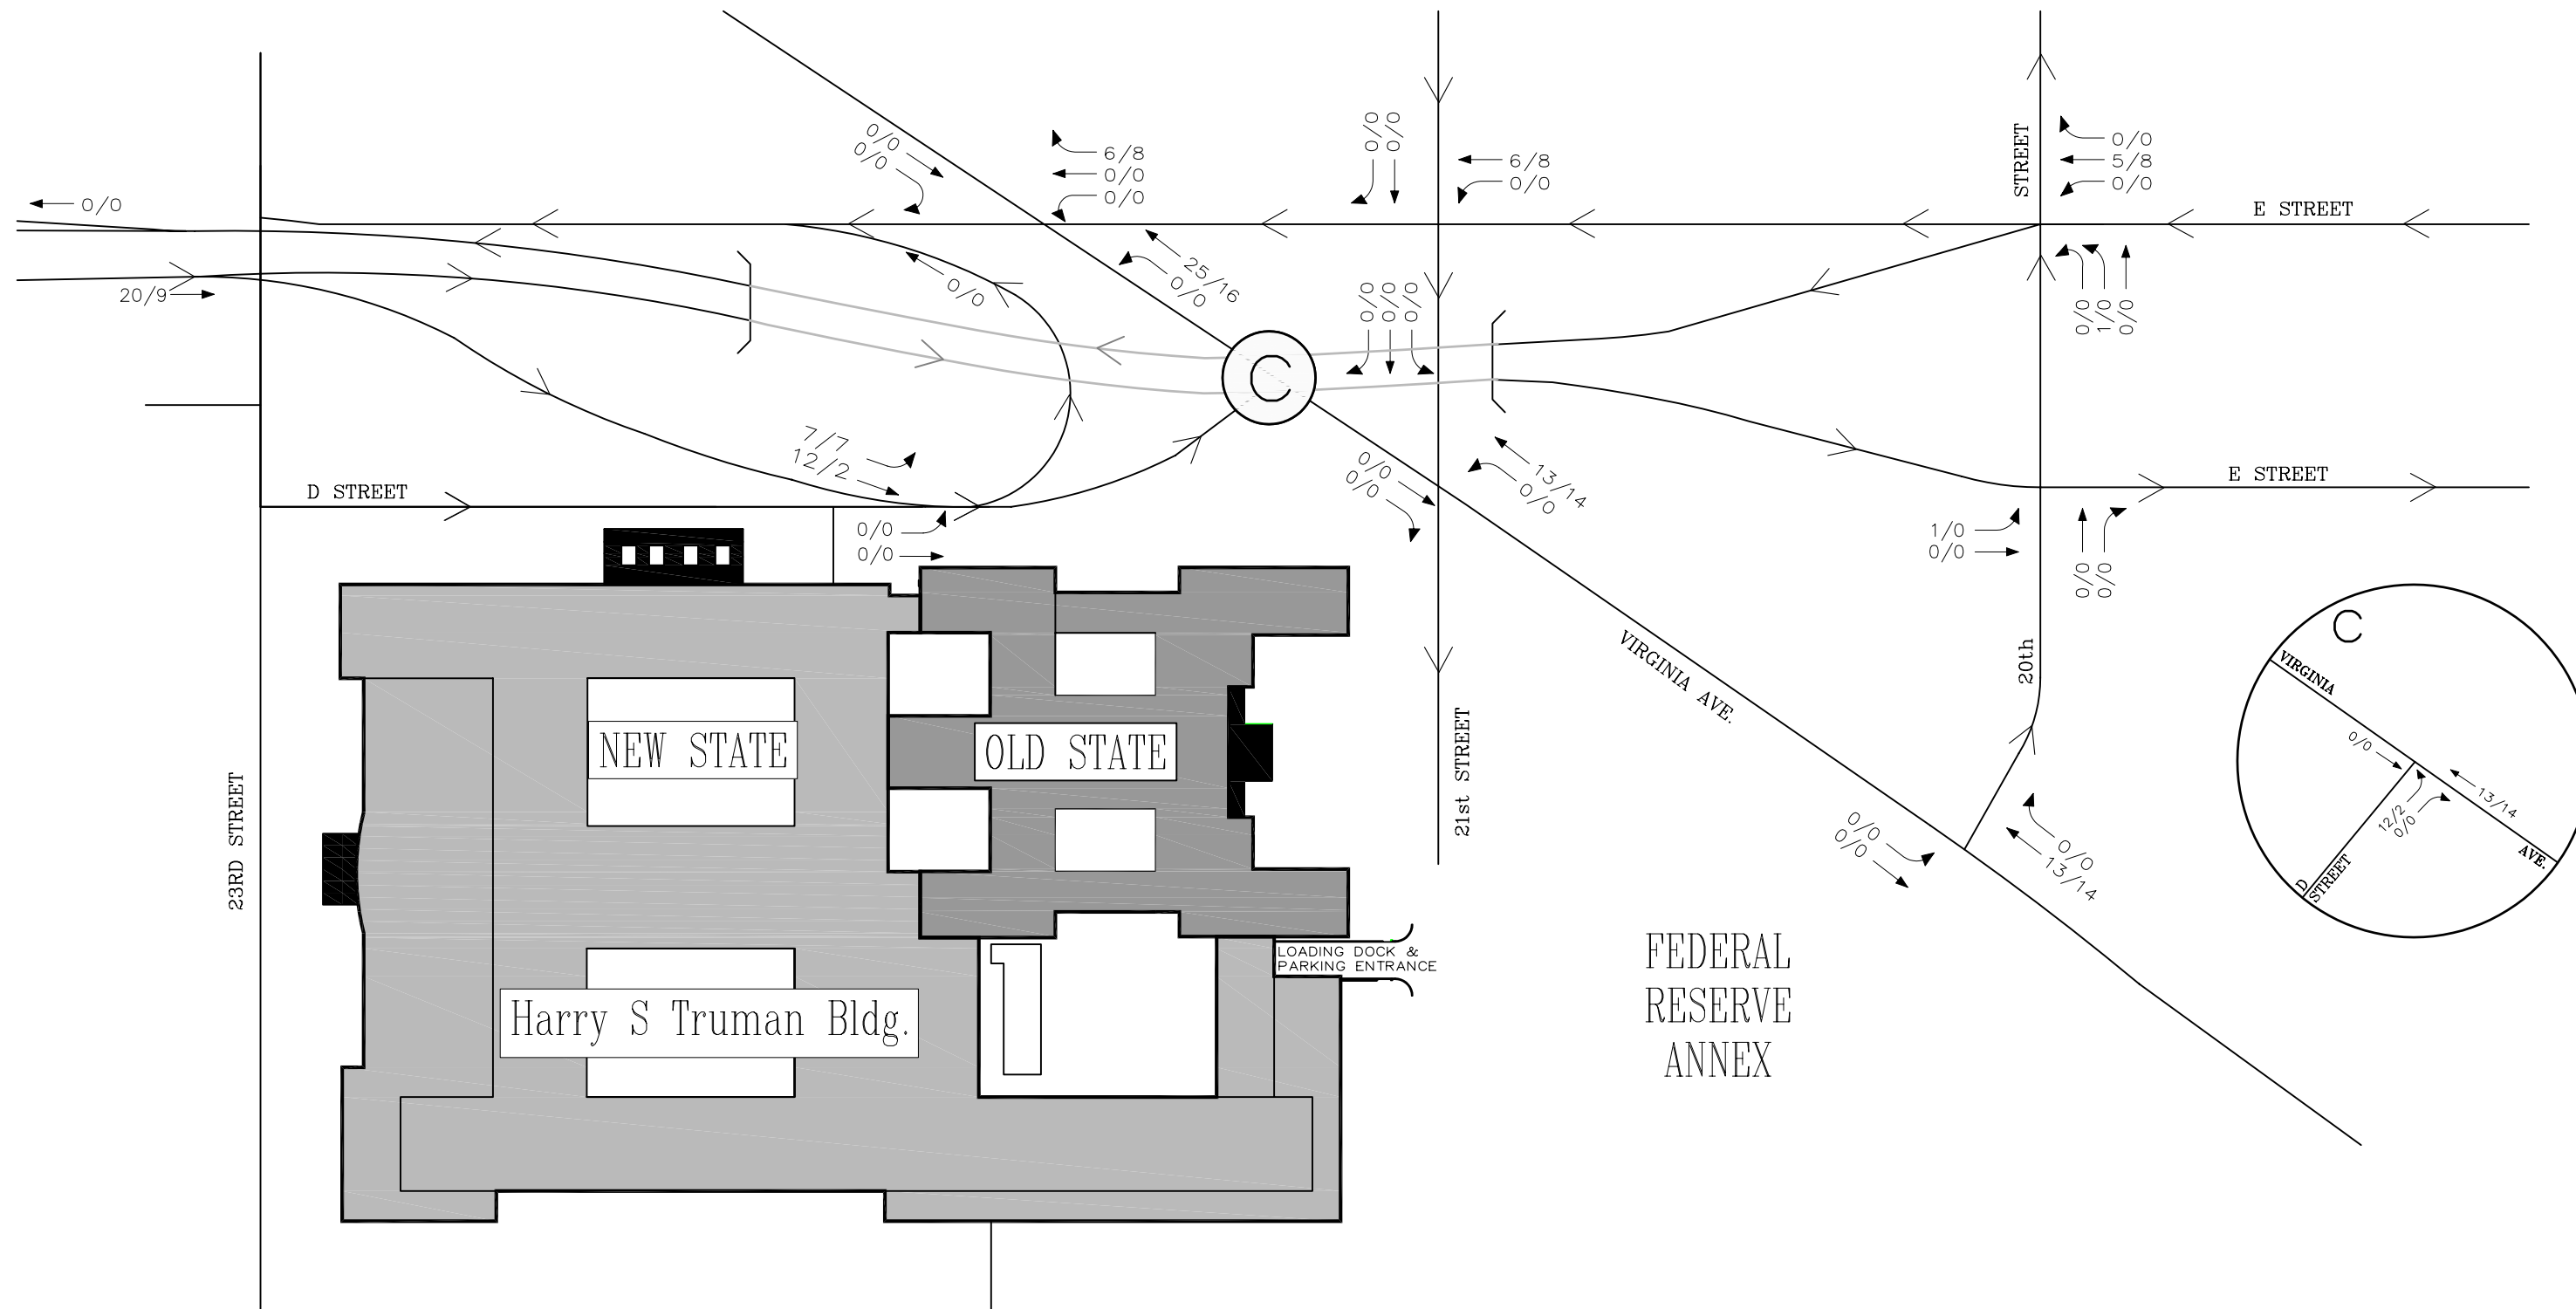 0/0
0/0
0/0
20/9
6/8
0/0
0/0
0/0
0/0
6/8
0/0
STREET
0/0
5/8
0/0
E STREET
25/16
0/0
0/0
0/0
0/0
0/0
0/0
1/0
0/0
7/7
12/2
D STREET
0/0
0/0
C
0/0
0/0
13/14
0/0
E STREET
1/0
0/0
0/0
0/0
20th
VIRGINIA AVE.
NEW STATE
OLD STATE
23RD STREET
21st STREET
0/0
0/0
0/0
13/14
C
VIRGINIA
0/0
13/14
12/2
0/0
AVE.
D
STREET
LOADING DOCK &
PARKING ENTRANCE
Harry S Truman Bldg.
FEDERAL
RESERVE
ANNEX